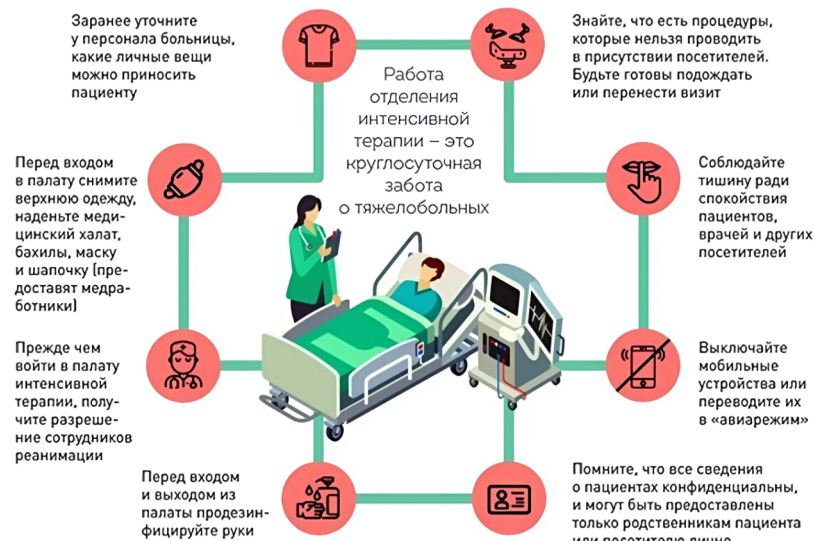 Заранее уточните
у персонала больницы,
какие личные вещи
можно приносить
пациенту
Знайте, что есть процедуры,
которые нельзя проводить
в присутствии посетителей.
Будьте готовы подождать
или перенести визит
Работа
отделения
интенсивной
терапии – это
круглосуточная
забота
о тяжелобольных
Перед входом
в палату снимите
верхнюю одежду,
наденьте меди-
цинский халат,
бахилы, маску
и шапочку (пре-
доставят медра-
ботники)
Соблюдайте
тишину ради
спокойствия
пациентов,
врачей и других
посетителей
Прежде чем
войти в палату
интенсивной
терапии, полу-
чите разреше-
ние сотрудников
реанимации
Выключайте
мобильные
устройства или
переводите их
в «авиарежим»
Перед входом
и выходом из
палаты продезин-
фицируйте руки
Помните, что все сведения
о пациентах конфиденциальны,
и могут быть предоставлены
только родственникам пациента
или посетителю лично